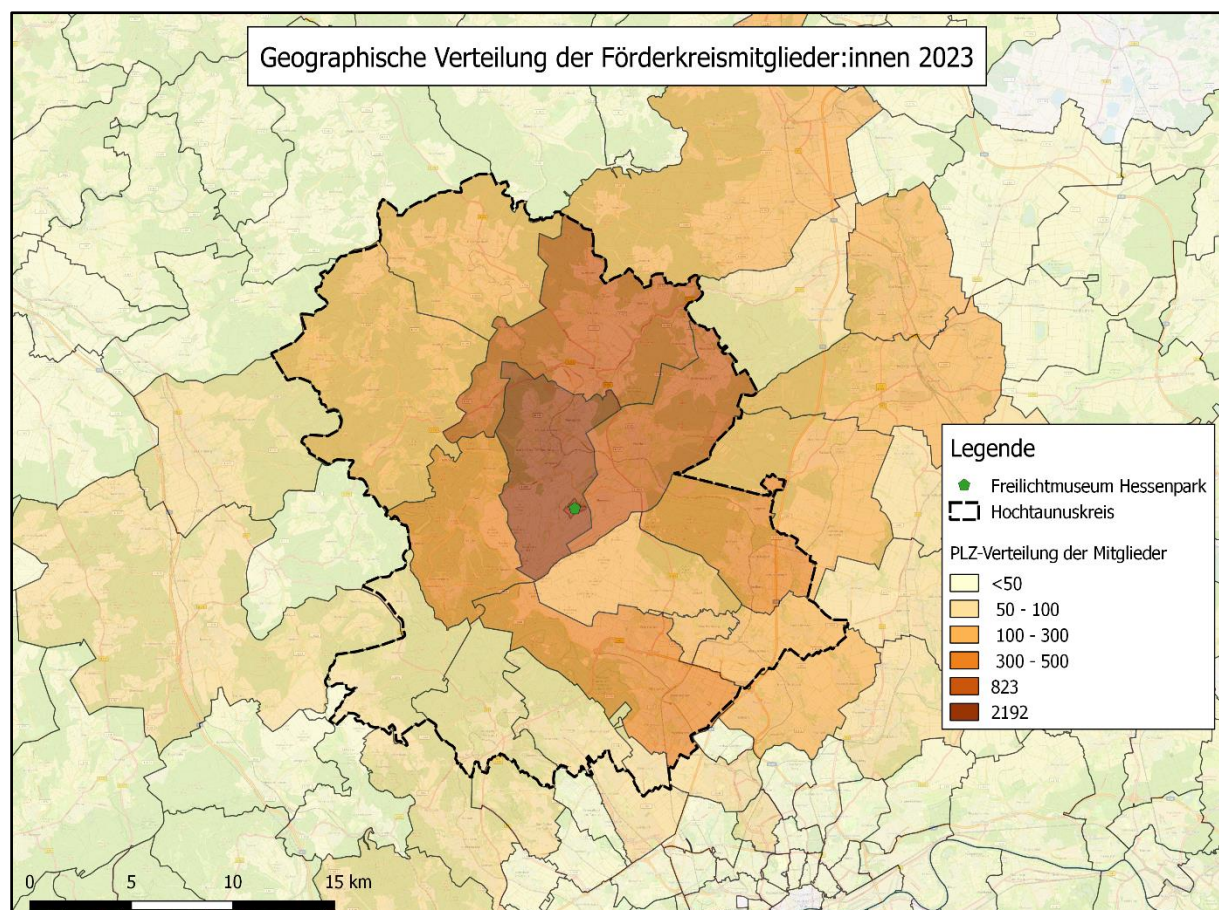 Geographische Verteilung der Förderkreismitglieder:innen 2023
Legende
Freilichtmuseum Hessenpark
Hochtaunuskreis
PLZ-Verteilung der Mitglieder
<50
50 - 100
100 - 300
300 - 500
823
2192
0 5 10 15 km